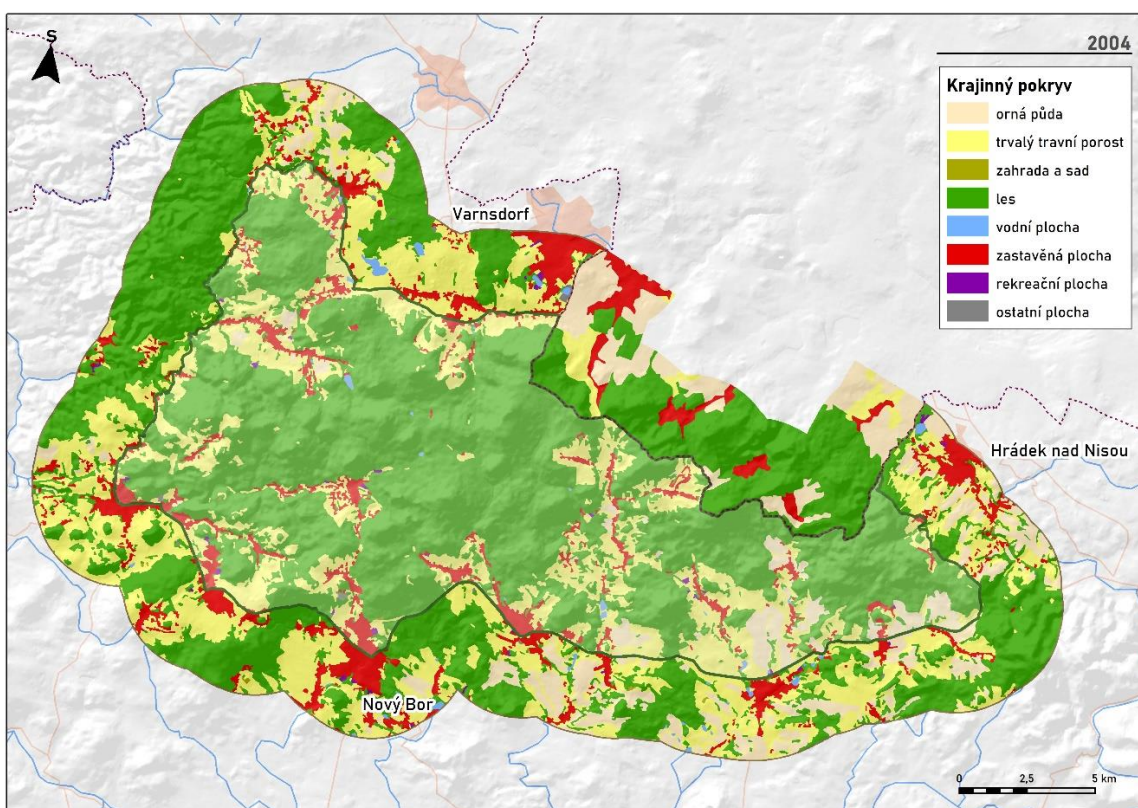 S
2004
Krajinný pokryv
orná půda
trvalý travní porost
zahrada a sad
les
vodní plocha
zastavěná plocha
rekreační plocha
ostatní plocha
Varnsdorf
Hrádek nad Nisou
Nový Bor
0 2,5 5 km